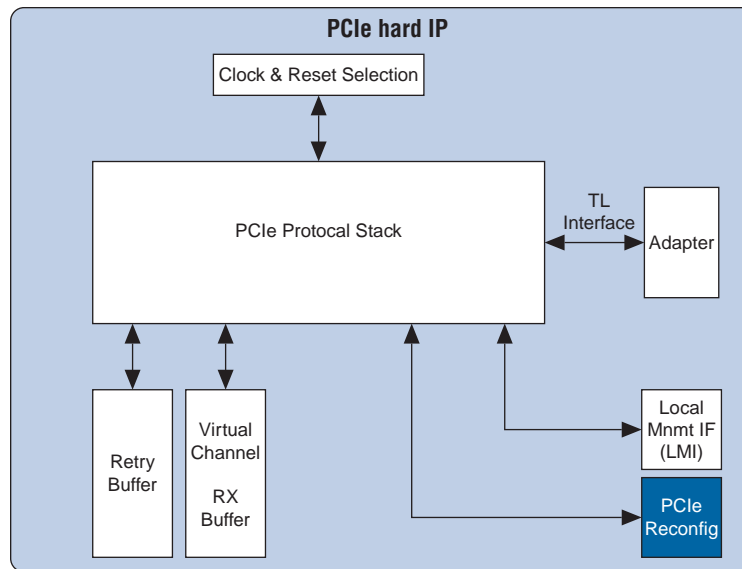 PCIe hard IP
Clock & Reset Selection
PCIe Protocal Stack
TL
Interface
Adapter
Retry
Buffer
Virtual
Channel
RX
Buffer
Local
Mnmt IF
(LMI)
PCIe
Reconfig